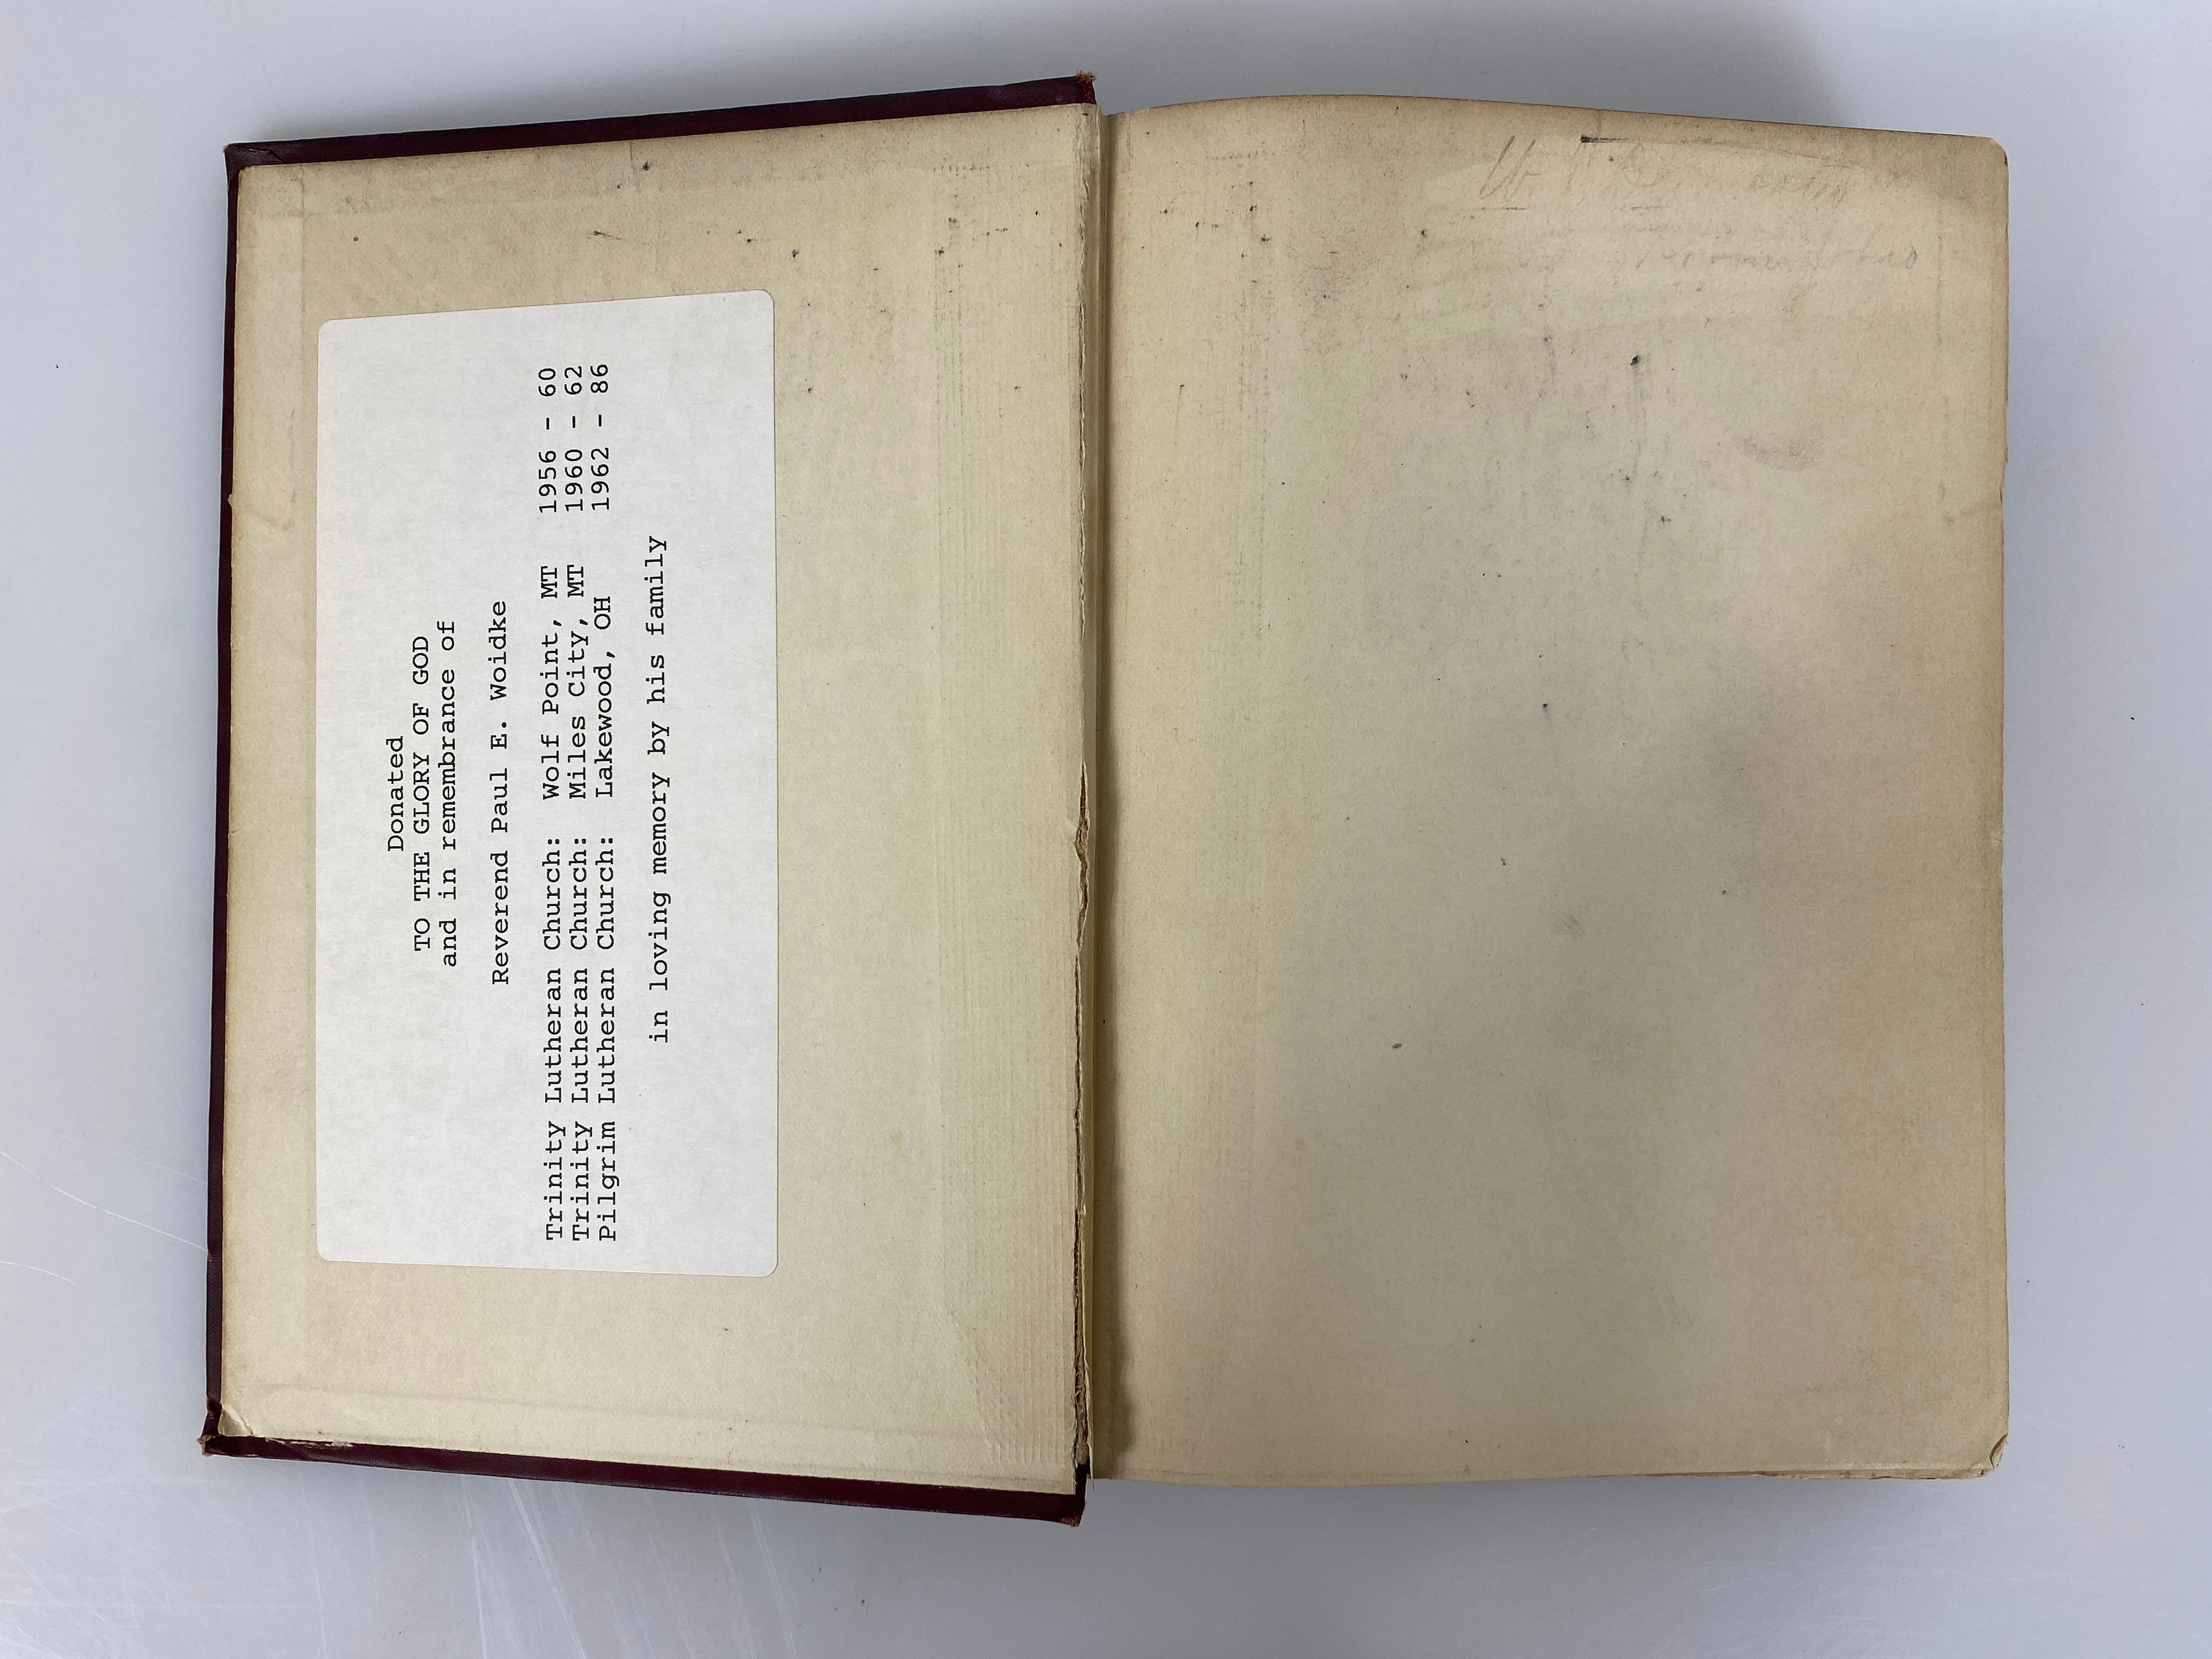 Donated
TO THE GLORY OF GOD
and in remembrance of
Reverend Paul E. Woidke
Trinity Lutheran Church: Wolf Point, MT 1956 - 60
Trinity Lutheran Church: Miles City, MT 1960 - 62
Pilgrim Lutheran Church: Lakewood, OH 1962 - 86
in loving memory by his family